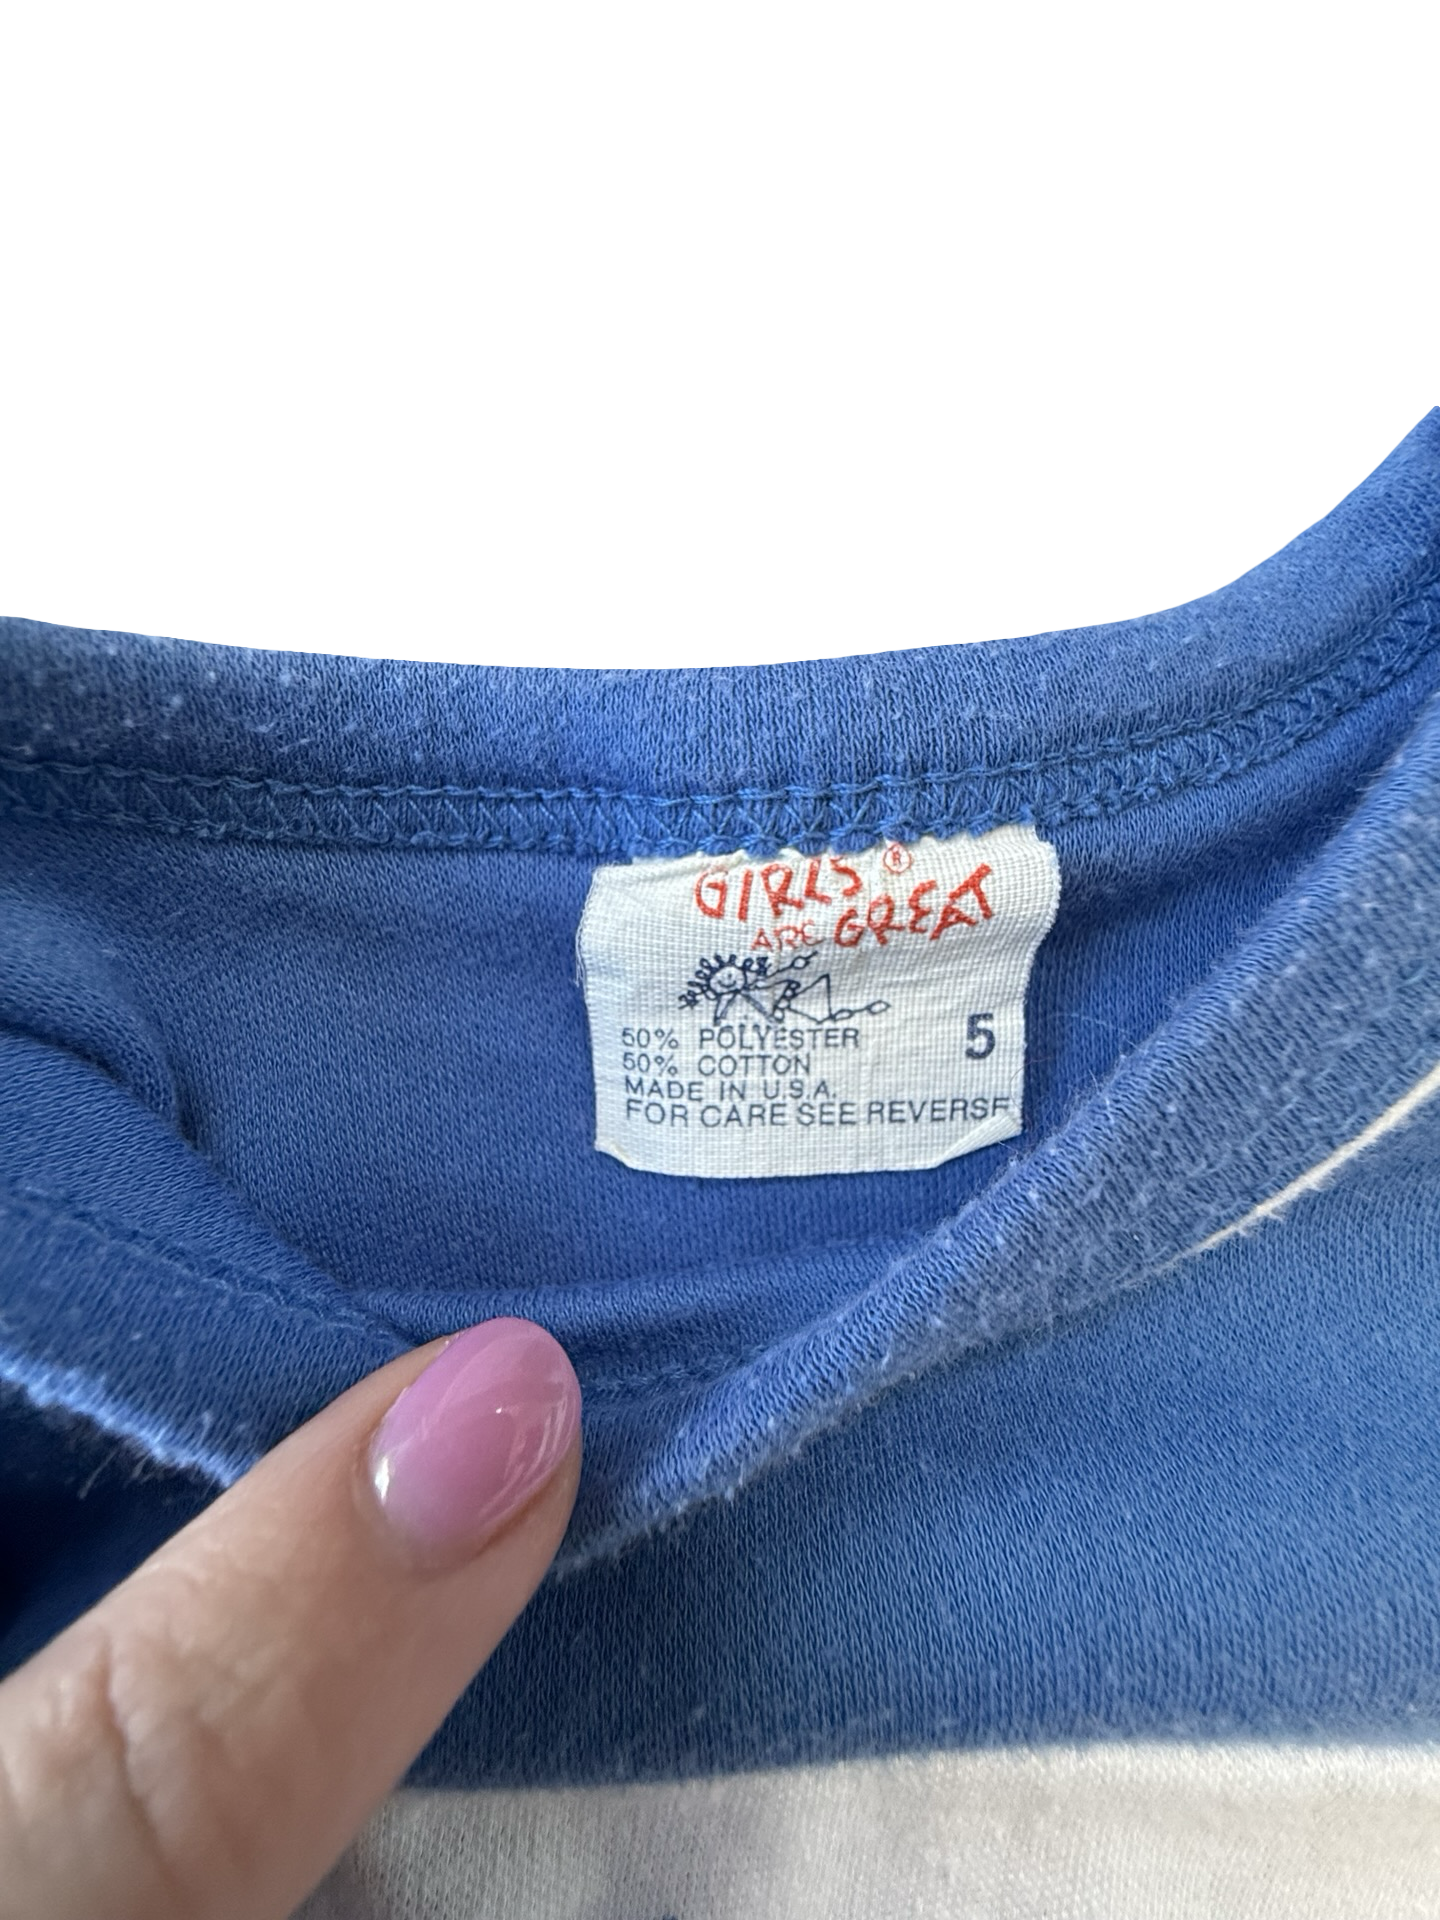 GIRLS ®
ARE GREAT
50% POLYESTER
50% COTTON
MADE IN U.S.A.
FOR CARE SEE REVERSE
5